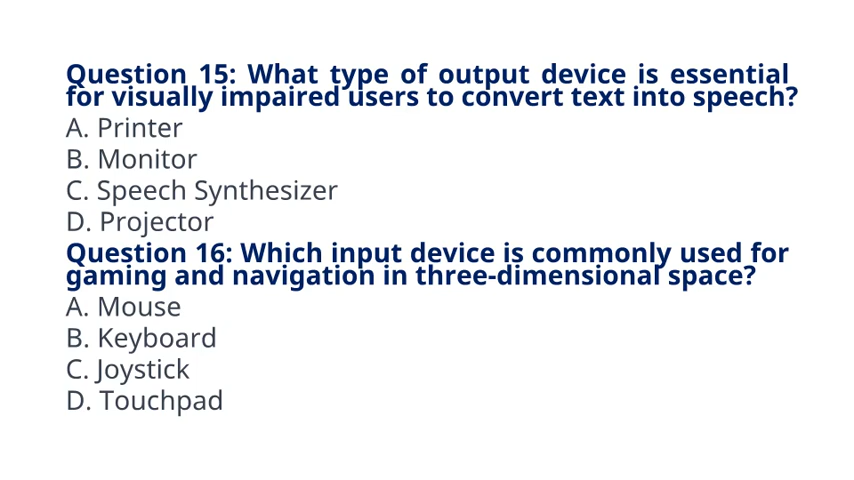 Question 15: What type of output device is essential
for visually impaired users to convert text into speech?
A. Printer
B. Monitor
C. Speech Synthesizer
D. Projector
Question 16: Which input device is commonly used for
gaming and navigation in three-dimensional space?
A. Mouse
B. Keyboard
C. Joystick
D. Touchpad